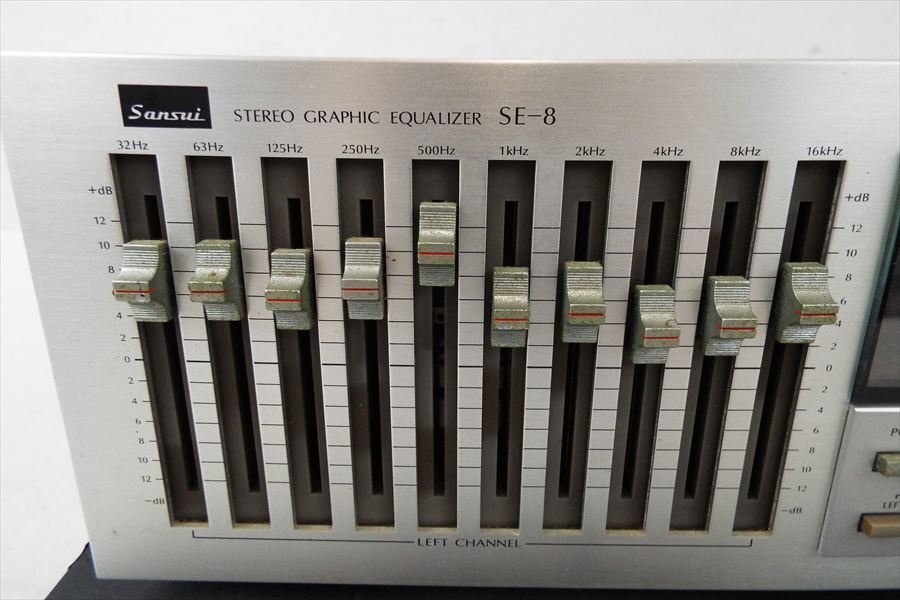 Sansui STEREO GRAPHIC EQUALIZER SE-8
32Hz 63Hz 125Hz 250Hz 500Hz 1kHz 2kHz 4kHz 8kHz 16kHz
+dB +dB
12 12
10 10
8 8
6
4 4
2 2
0 0
2 2
4 4
6 6
8 8
10 10
12 12
-dB -dB
LEFT CHANNEL